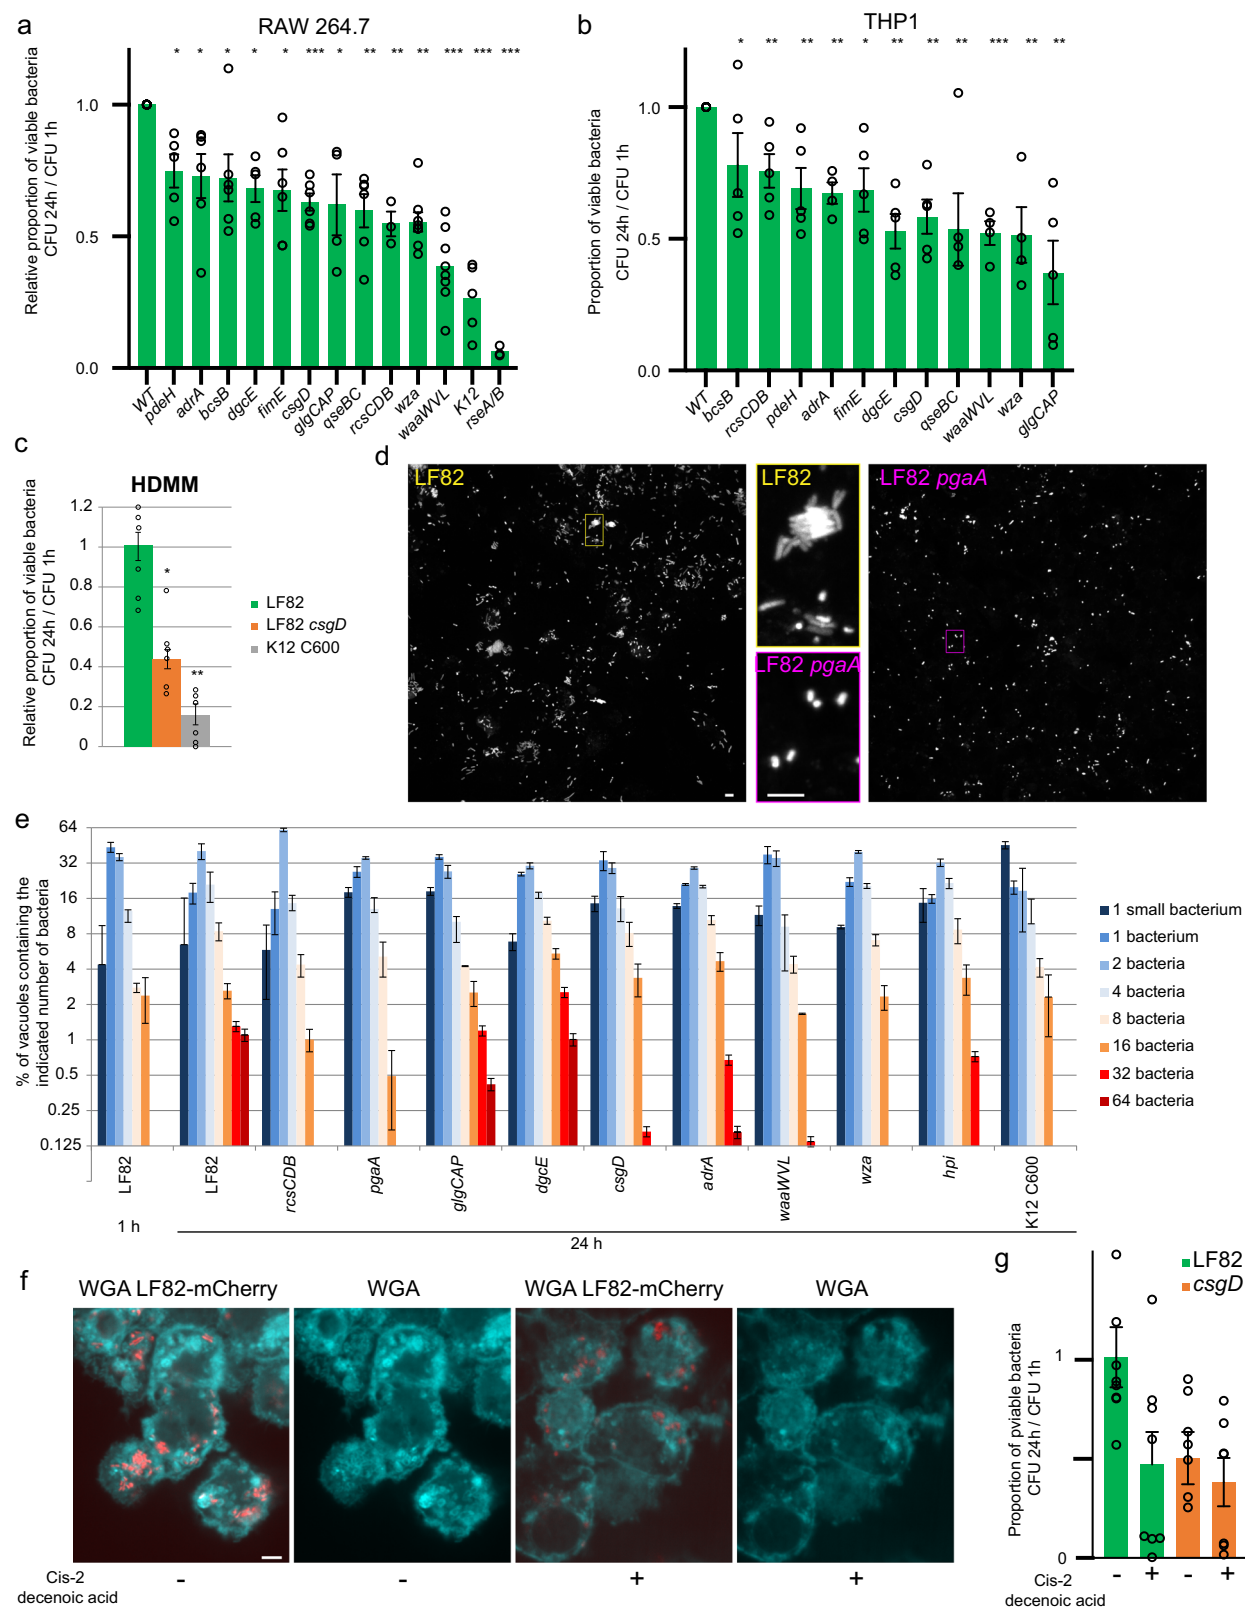 a
RAW 264.7
* * * * * *** * ** ** ** *** *** ***
Relative proportion of viable bacteria
CFU 24h / CFU 1h
1.0
0.5
0.0
WT pdeH adrA bcsB dgcE fimE csgD glgCAP qseBC rcsCDB wza waaWVL K12 rseA/B
b
THP1
* ** ** ** * ** ** ** *** ** **
Proportion of viable bacteria
CFU 24h / CFU 1h
1.0
0.5
0.0
WT bcsB rcsCDB pdeH adrA fimE dgcE csgD qseBC waaWVL wza glgCAP
c
HDMM
Relative proportion of viable bacteria
CFU 24h / CFU 1h
1.2
1
0.8
0.6
0.4
0.2
0
*
**
LF82
LF82 csgD
K12 C600
d
LF82
LF82
LF82 pgaA
LF82 pgaA
e
% of vacuoles containing the
indicated number of bacteria
64
32
16
8
4
2
1
0.5
0.25
0.125
LF82 LF82 rcsCDB pgaA glgCAP dgcE csgD adrA waaWVL wza hpi K12 C600
1 h
24 h
1 small bacterium
1 bacterium
2 bacteria
4 bacteria
8 bacteria
16 bacteria
32 bacteria
64 bacteria
f
WGA LF82-mCherry WGA WGA LF82-mCherry WGA
Cis-2
decenoic acid
- - + +
g
LF82
csgD
Proportion of pviable bacteria
CFU 24h / CFU 1h
1
0
Cis-2
decenoic acid
- + - +